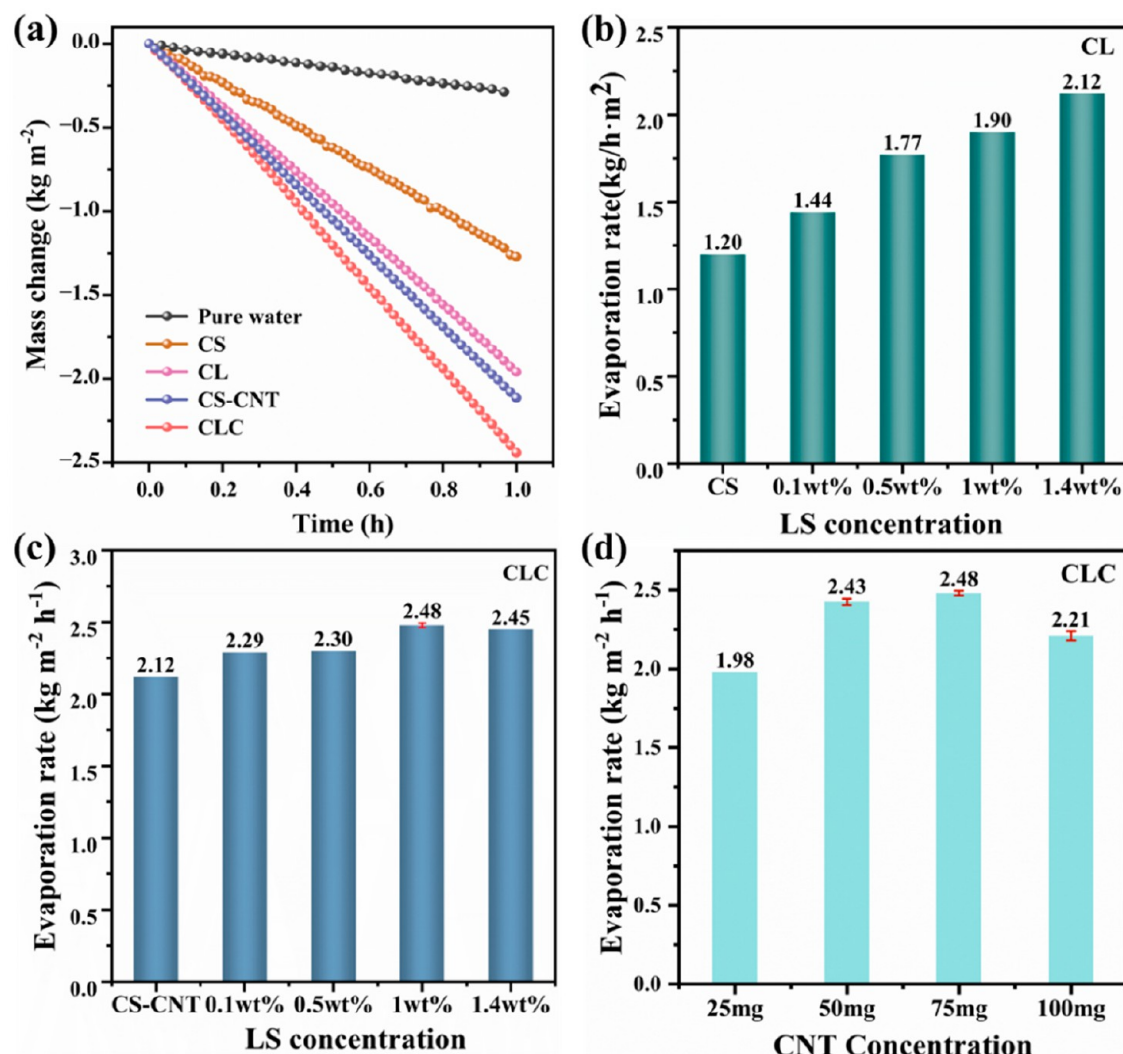 (a)
Mass change (kg m⁻²)
0.0
−0.5
−1.0
−1.5
−2.0
−2.5
Pure water
CS
CL
CS-CNT
CLC
0.0 0.2 0.4 0.6 0.8 1.0
Time (h)
(b)
CL
Evaporation rate(kg/h·m²)
2.5
2.0
1.5
1.0
0.5
0.0
1.20
1.44
1.77
1.90
2.12
CS 0.1wt% 0.5wt% 1wt% 1.4wt%
LS concentration
(c)
CLC
Evaporation rate (kg m⁻² h⁻¹)
3.0
2.5
2.0
1.5
1.0
0.5
0.0
2.12
2.29
2.30
2.48
2.45
CS-CNT 0.1wt% 0.5wt% 1wt% 1.4wt%
LS concentration
(d)
CLC
Evaporation rate (kg m⁻² h⁻¹)
2.5
2.0
1.5
1.0
0.5
0.0
1.98
2.43
2.48
2.21
25mg 50mg 75mg 100mg
CNT Concentration